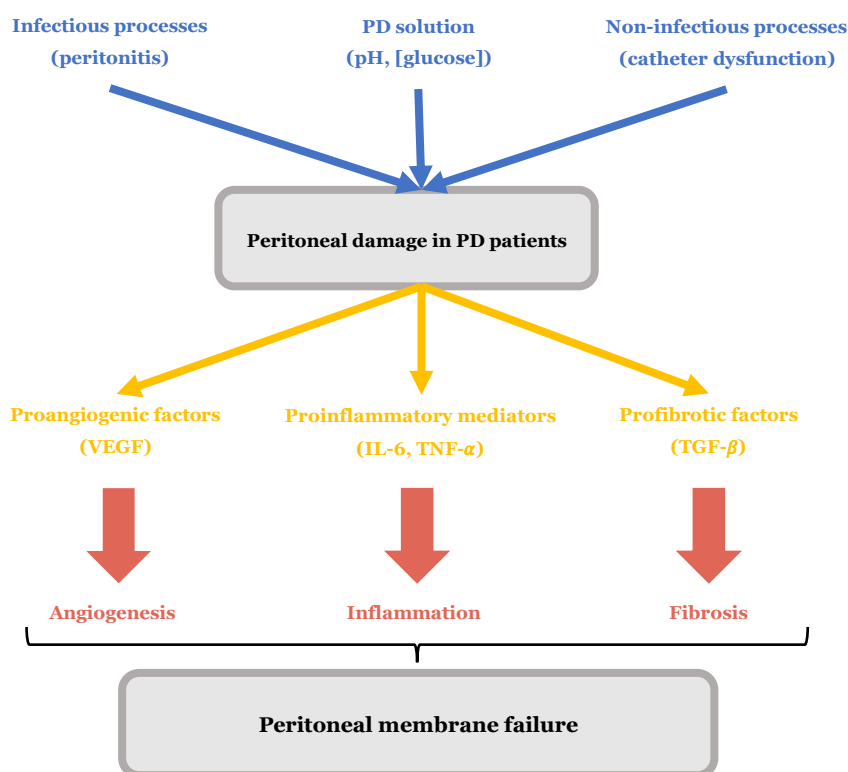 Infectious processes
(peritonitis)
PD solution
(pH, [glucose])
Non-infectious processes
(catheter dysfunction)
Peritoneal damage in PD patients
Proangiogenic factors
(VEGF)
Proinflammatory mediators
(IL-6, TNF-α)
Profibrotic factors
(TGF-β)
Angiogenesis
Inflammation
Fibrosis
Peritoneal membrane failure